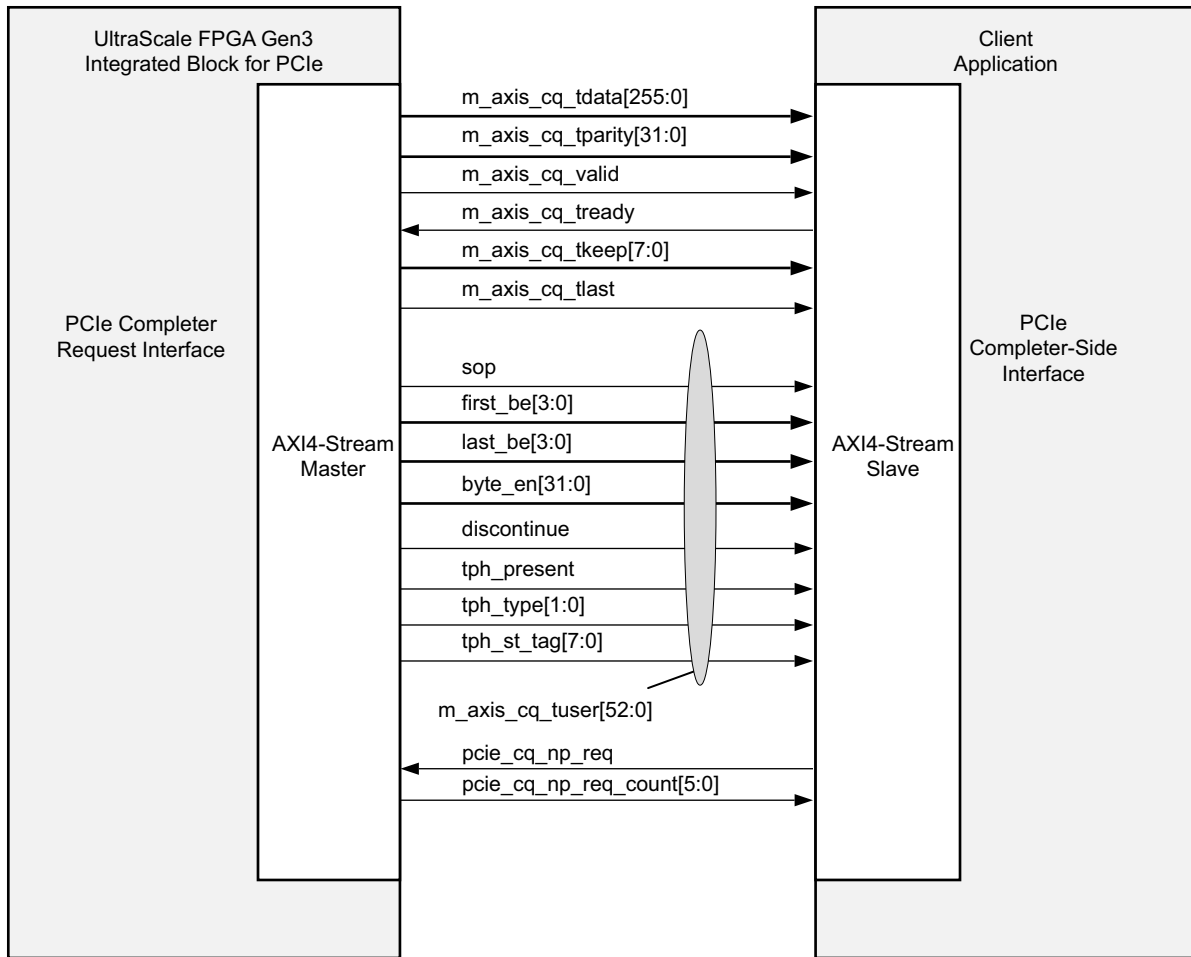 UltraScale FPGA Gen3
Integrated Block for PCIe
Client
Application
m_axis_cq_tdata[255:0]
m_axis_cq_tparity[31:0]
m_axis_cq_valid
m_axis_cq_tready
m_axis_cq_tkeep[7:0]
m_axis_cq_tlast
PCIe Completer
Request Interface
PCIe
Completer-Side
Interface
sop
first_be[3:0]
last_be[3:0]
AXI4-Stream
Master
AXI4-Stream
Slave
byte_en[31:0]
discontinue
tph_present
tph_type[1:0]
tph_st_tag[7:0]
m_axis_cq_tuser[52:0]
pcie_cq_np_req
pcie_cq_np_req_count[5:0]